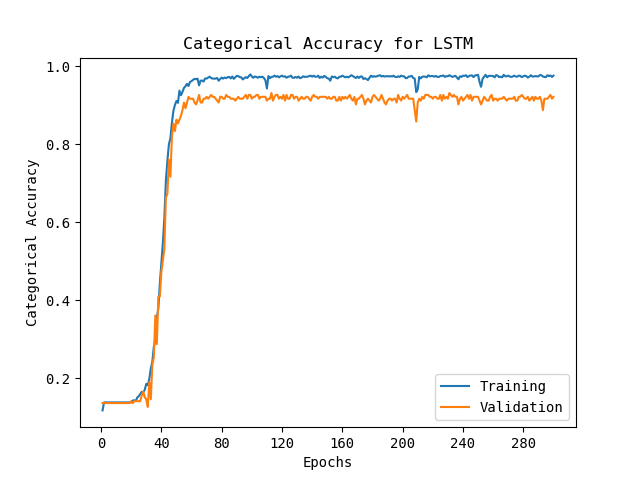 Categorical Accuracy for LSTM
Categorical Accuracy
1.0
0.8
0.6
0.4
0.2
0 40 80 120 160 200 240 280
Epochs
Training
Validation